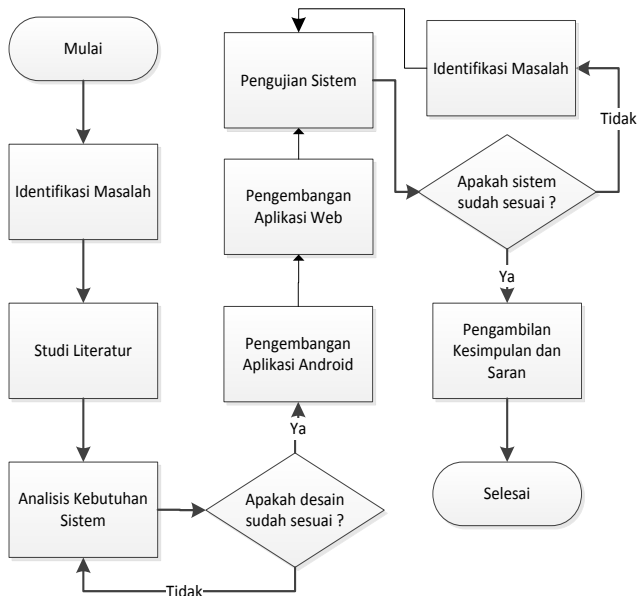 Mulai
Identifikasi Masalah
Studi Literatur
Analisis Kebutuhan
Sistem
Apakah desain
sudah sesuai ?
Tidak
Ya
Pengembangan
Aplikasi Android
Pengembangan
Aplikasi Web
Pengujian Sistem
Apakah sistem
sudah sesuai ?
Tidak
Identifikasi Masalah
Ya
Pengambilan
Kesimpulan dan
Saran
Selesai